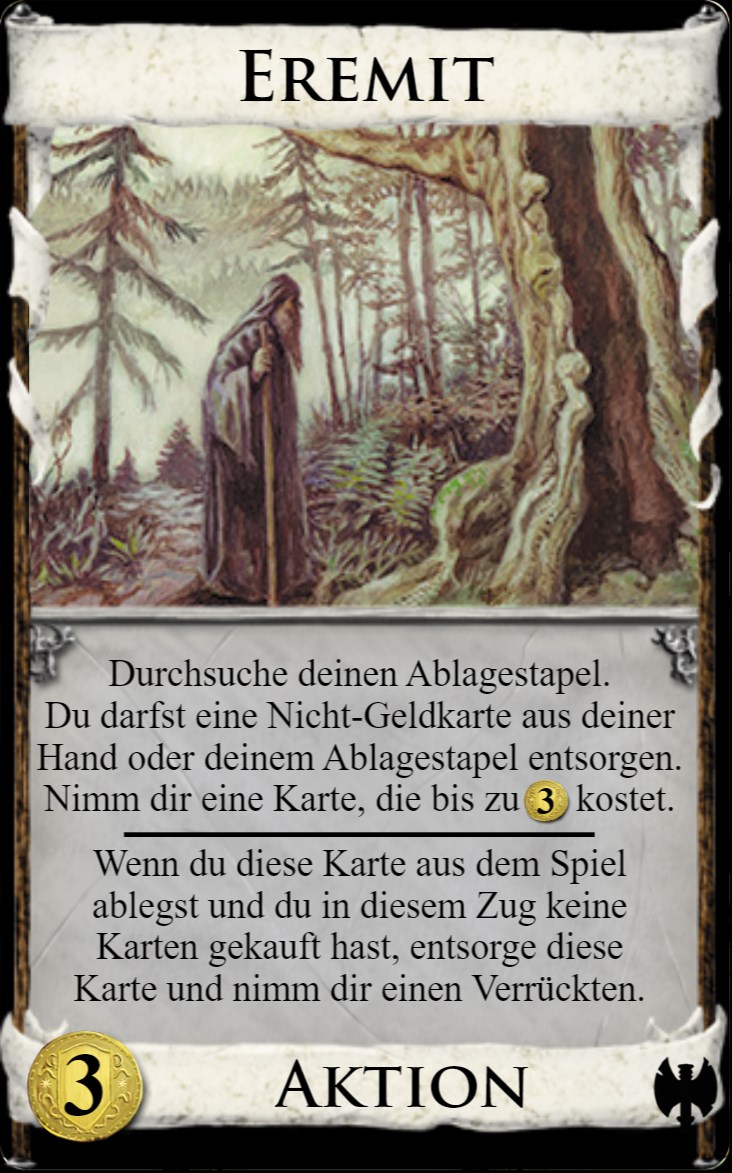 EREMIT
Durchsuche deinen Ablagestapel.
Du darfst eine Nicht-Geldkarte aus deiner
Hand oder deinem Ablagestapel entsorgen.
Nimm dir eine Karte, die bis zu 3 kostet.
Wenn du diese Karte aus dem Spiel
ablegst und du in diesem Zug keine
Karten gekauft hast, entsorge diese
Karte und nimm dir einen Verrückten.
3 AKTION